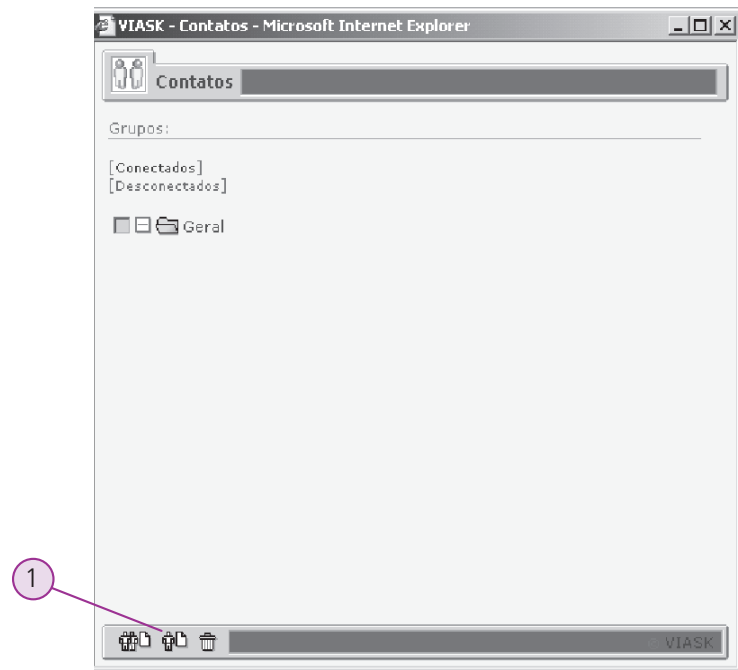 VIASK - Contatos - Microsoft Internet Explorer
Contatos
Grupos:
[Conectados]
[Desconectados]
Geral
1
© VIASK